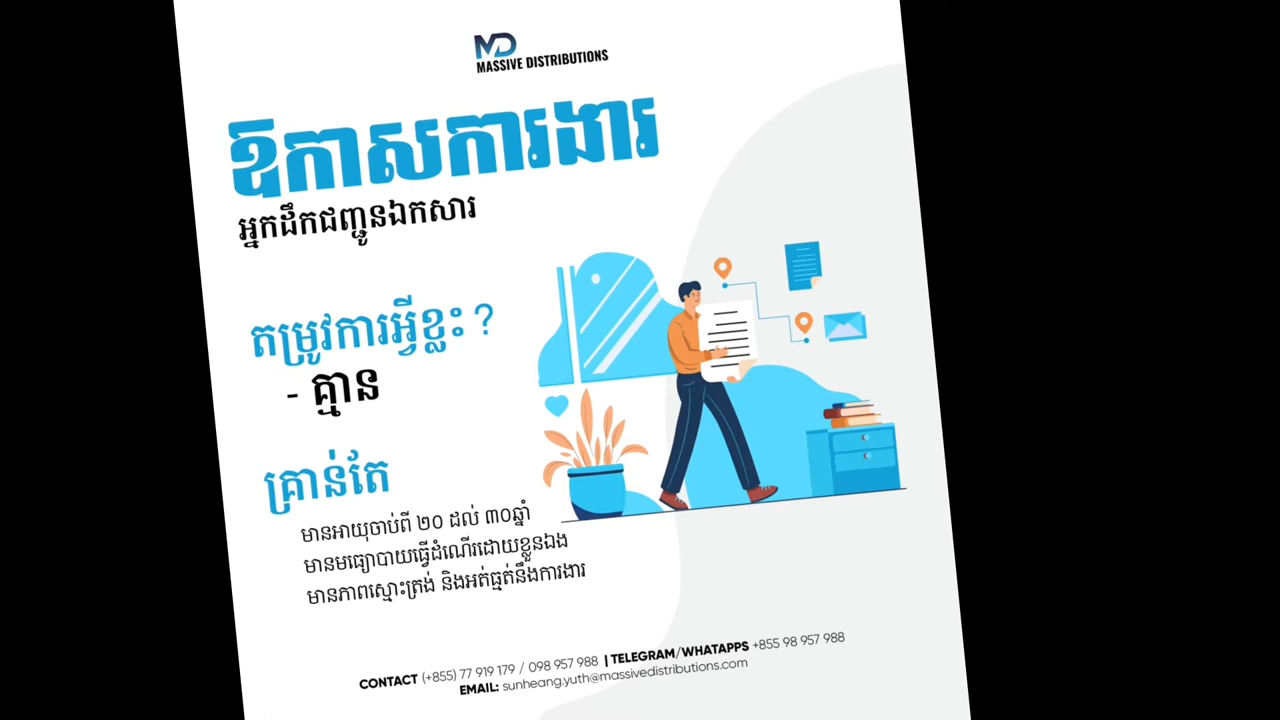 MD
MASSIVE DISTRIBUTIONS
ឱកាសការងារ
អ្នកដឹកជញ្ជូនឯកសារ
តម្រូវការអ្វីខ្លះ ?
- គ្មាន
គ្រាន់តែ
មានអាយុចាប់ពី ២០ ដល់ ៣០ឆ្នាំ
មានមធ្យោបាយធ្វើដំណើរដោយខ្លួនឯង
មានភាពស្មោះត្រង់ និងអត់ធ្មត់នឹងការងារ
CONTACT (+855) 77 919 179 / 098 957 988 | TELEGRAM/WHATAPPS +855 98 957 988
EMAIL: sunheang.yuth@massivedistributions.com